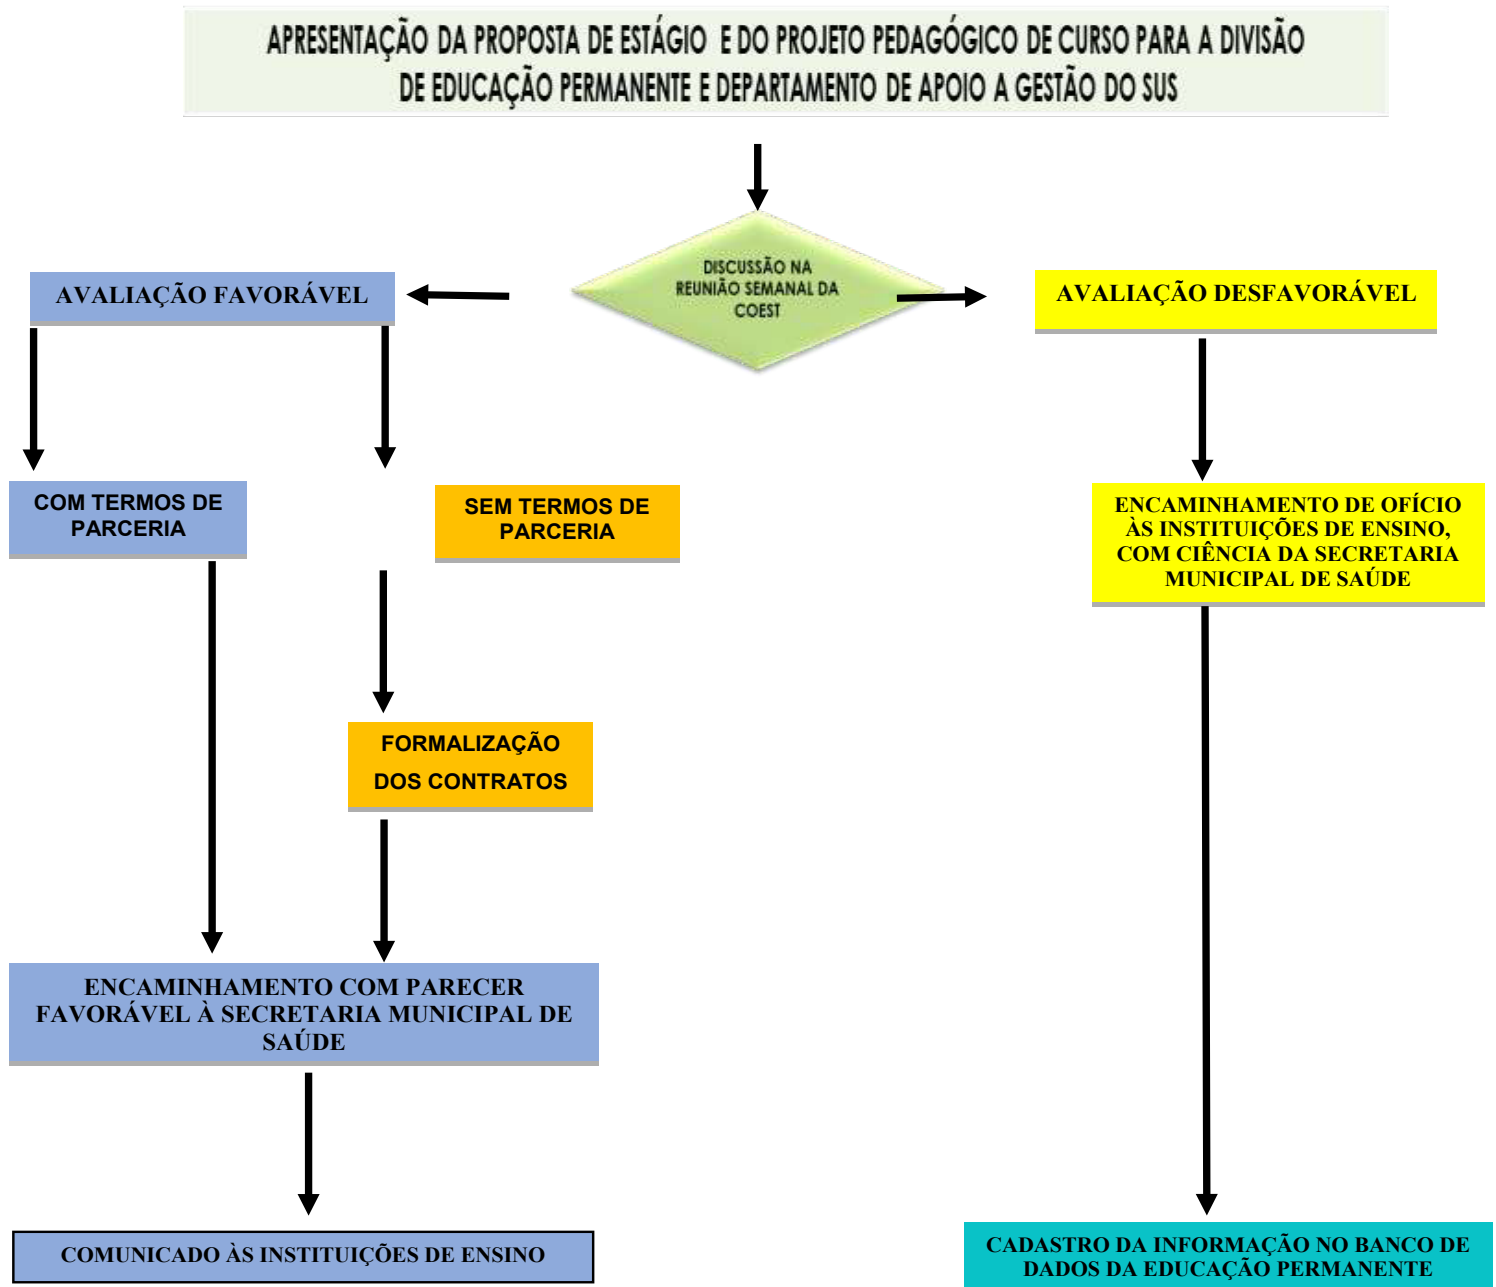 APRESENTAÇÃO DA PROPOSTA DE ESTÁGIO E DO PROJETO PEDAGÓGICO DE CURSO PARA A DIVISÃO
DE EDUCAÇÃO PERMANENTE E DEPARTAMENTO DE APOIO A GESTÃO DO SUS
DISCUSSÃO NA
REUNIÃO SEMANAL DA
COEST
AVALIAÇÃO FAVORÁVEL
AVALIAÇÃO DESFAVORÁVEL
COM TERMOS DE
PARCERIA
SEM TERMOS DE
PARCERIA
ENCAMINHAMENTO DE OFÍCIO
ÀS INSTITUIÇÕES DE ENSINO,
COM CIÊNCIA DA SECRETARIA
MUNICIPAL DE SAÚDE
FORMALIZAÇÃO
DOS CONTRATOS
ENCAMINHAMENTO COM PARECER
FAVORÁVEL À SECRETARIA MUNICIPAL DE
SAÚDE
COMUNICADO ÀS INSTITUIÇÕES DE ENSINO
CADASTRO DA INFORMAÇÃO NO BANCO DE
DADOS DA EDUCAÇÃO PERMANENTE